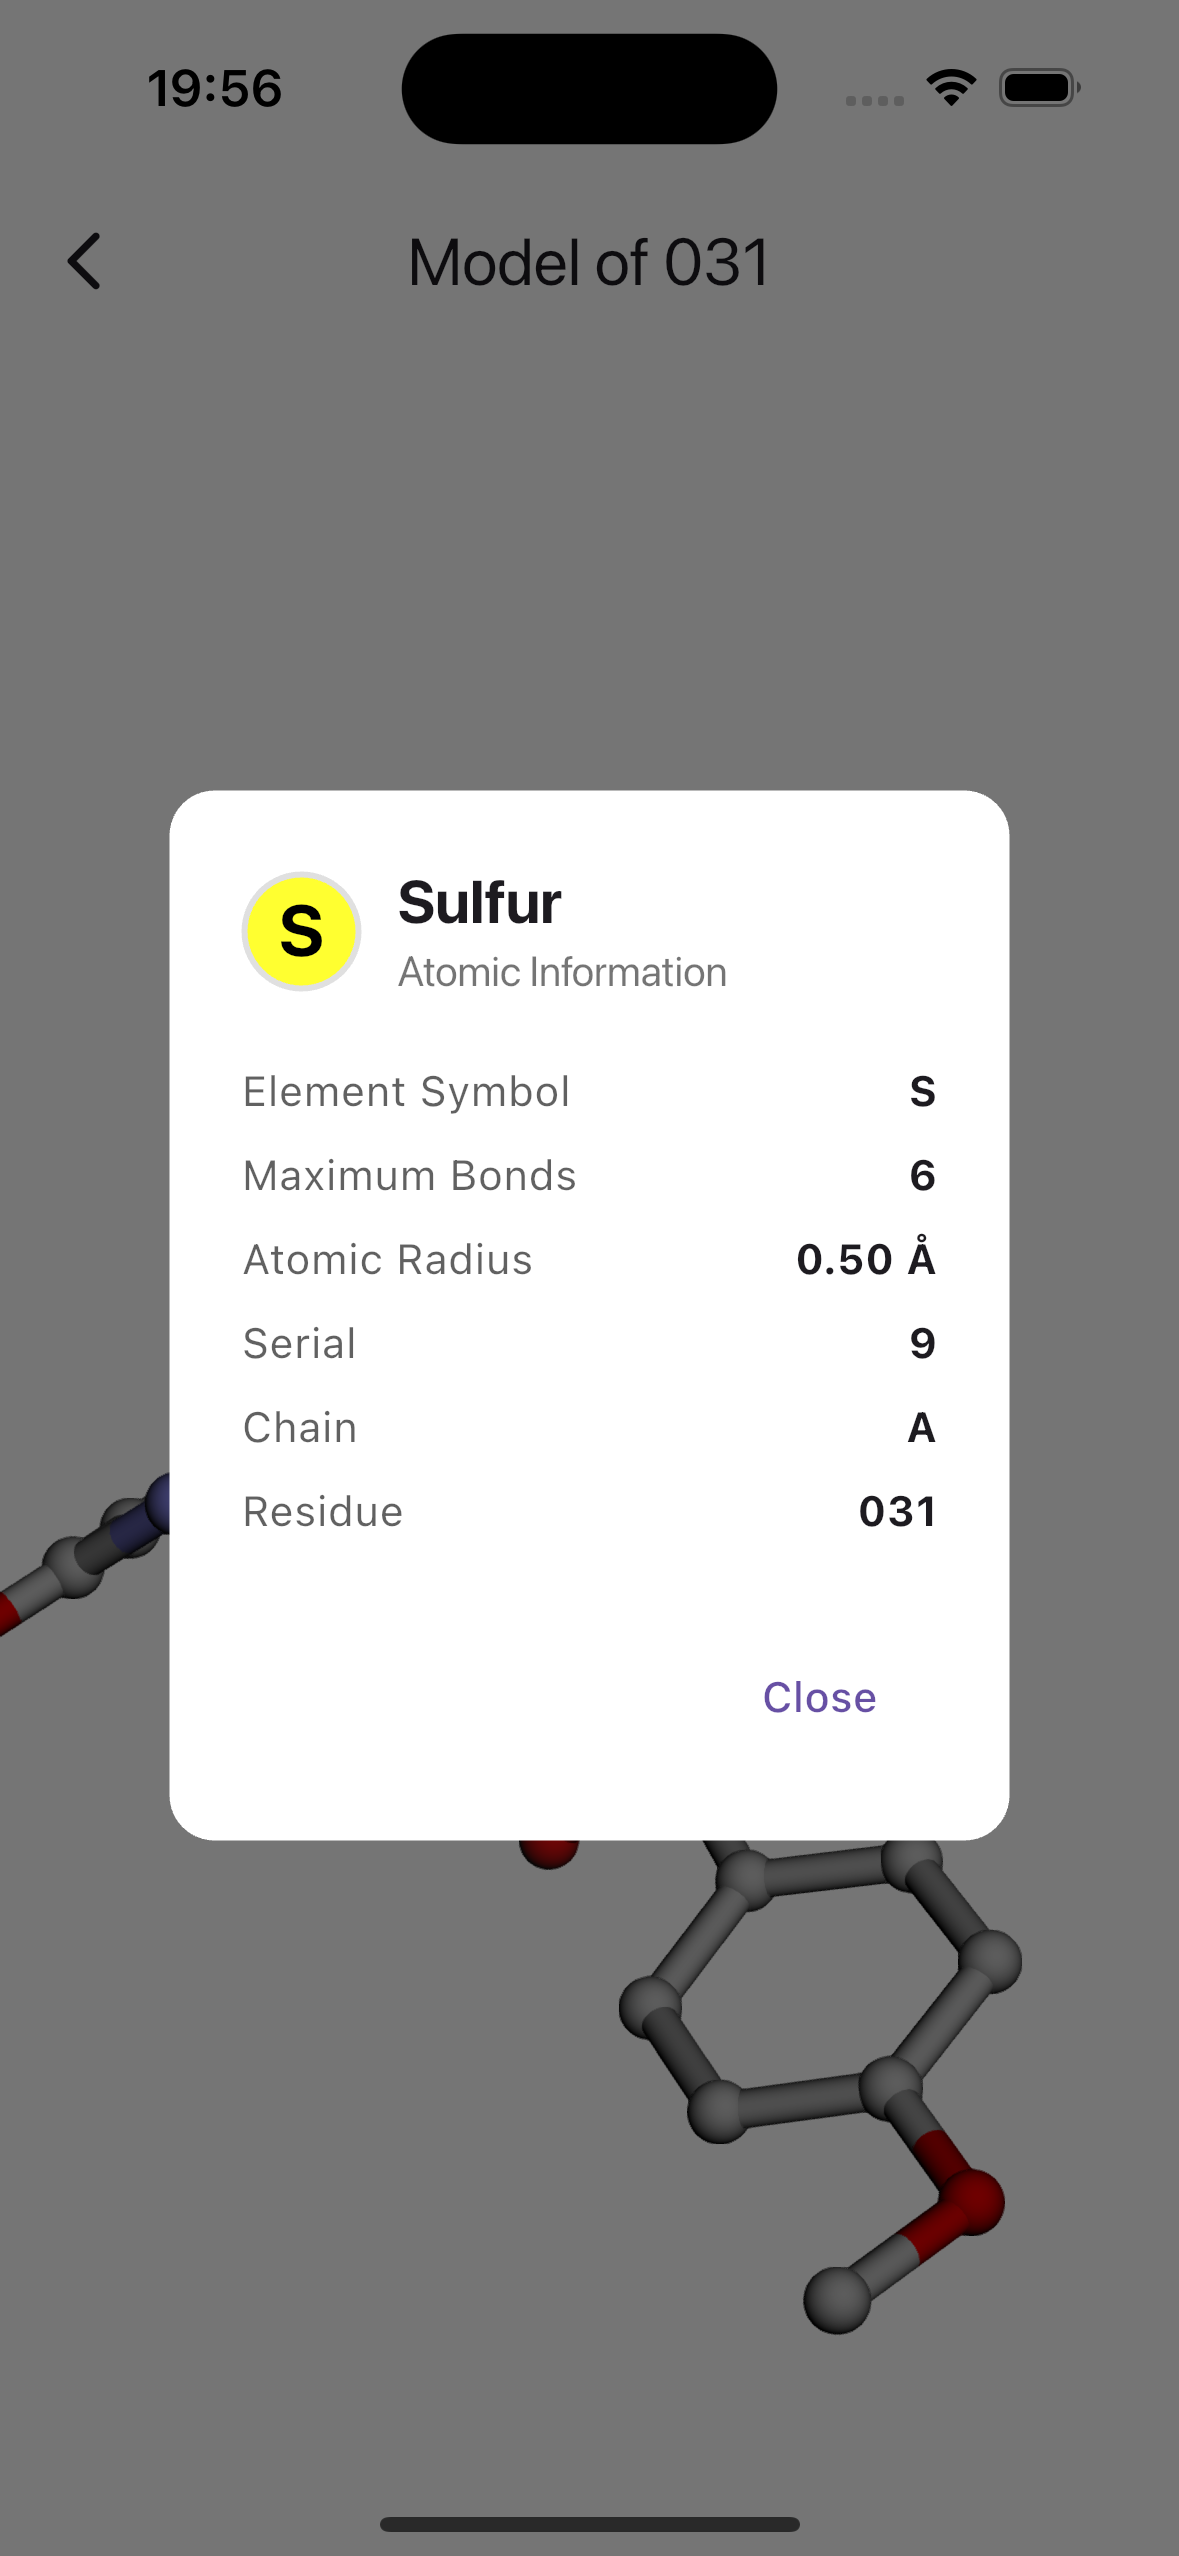 19:56
Model of 031
S
Sulfur
Atomic Information
Element Symbol S
Maximum Bonds 6
Atomic Radius 0.50 Å
Serial 9
Chain A
Residue 031
Close